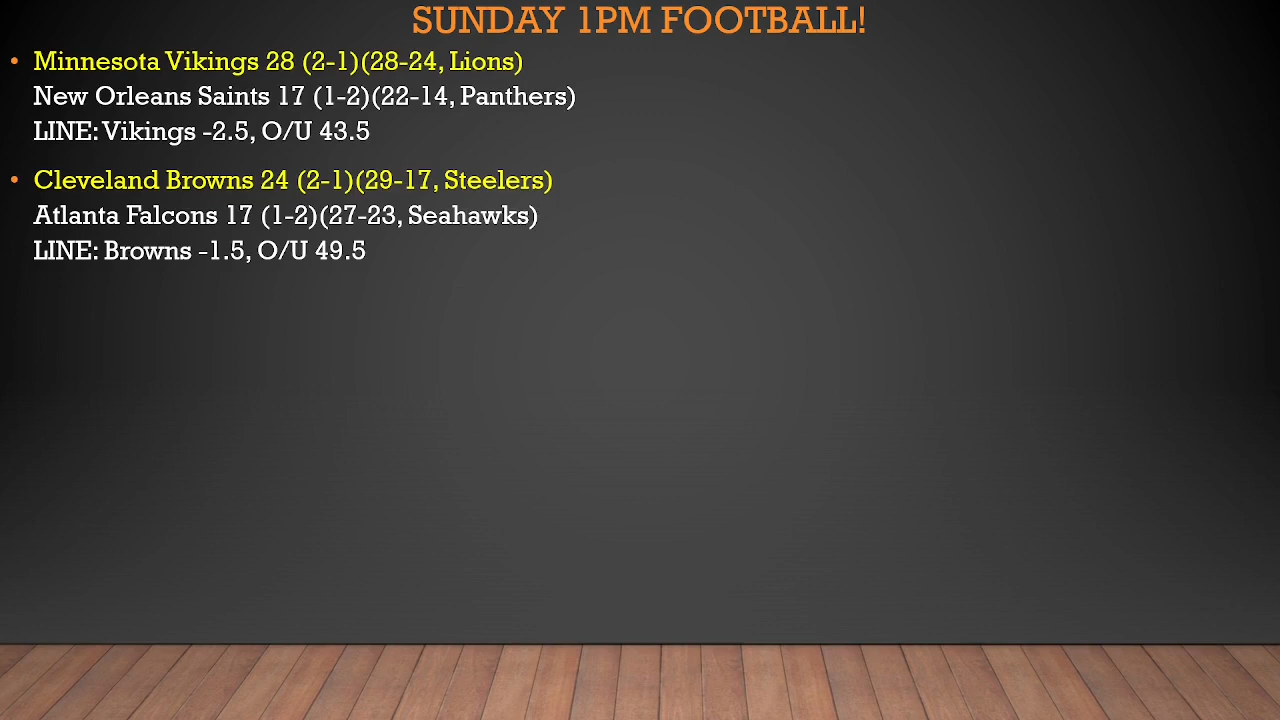 SUNDAY 1PM FOOTBALL!
• Minnesota Vikings 28 (2-1)(28-24, Lions)
New Orleans Saints 17 (1-2)(22-14, Panthers)
LINE: Vikings -2.5, O/U 43.5
• Cleveland Browns 24 (2-1)(29-17, Steelers)
Atlanta Falcons 17 (1-2)(27-23, Seahawks)
LINE: Browns -1.5, O/U 49.5